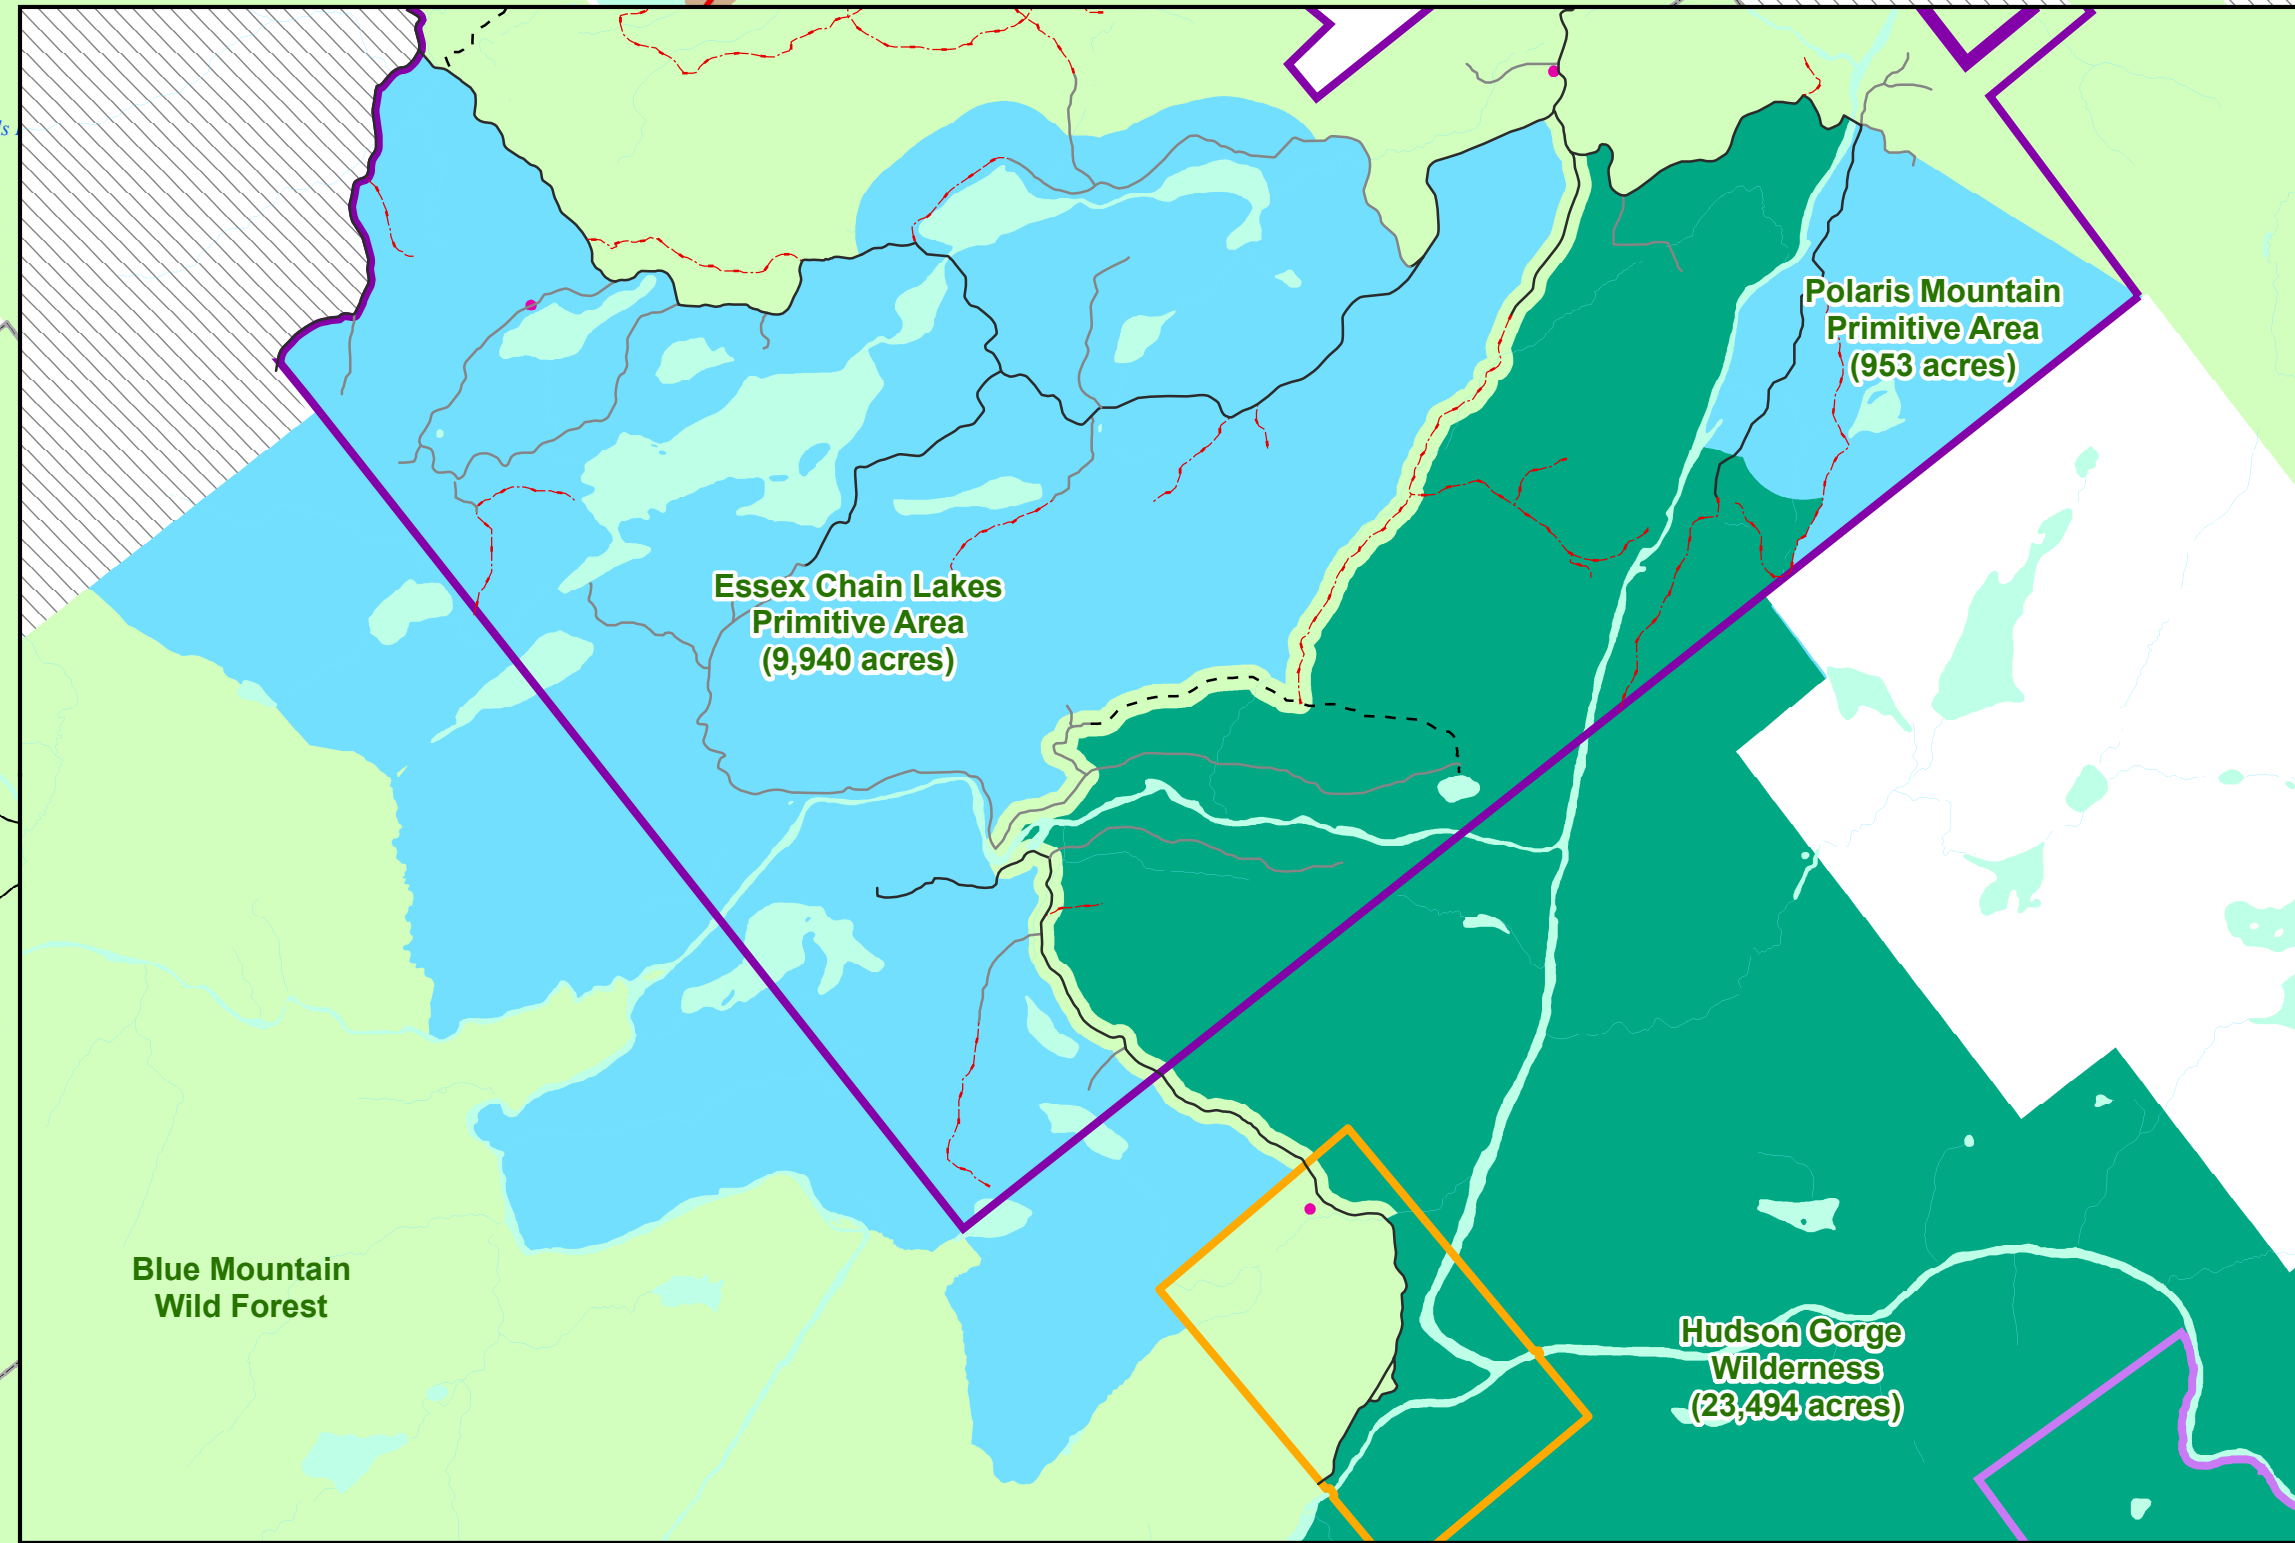 Polaris Mountain
Primitive Area
(953 acres)
Essex Chain Lakes
Primitive Area
(9,940 acres)
Blue Mountain
Wild Forest
Hudson Gorge
Wilderness
(23,494 acres)